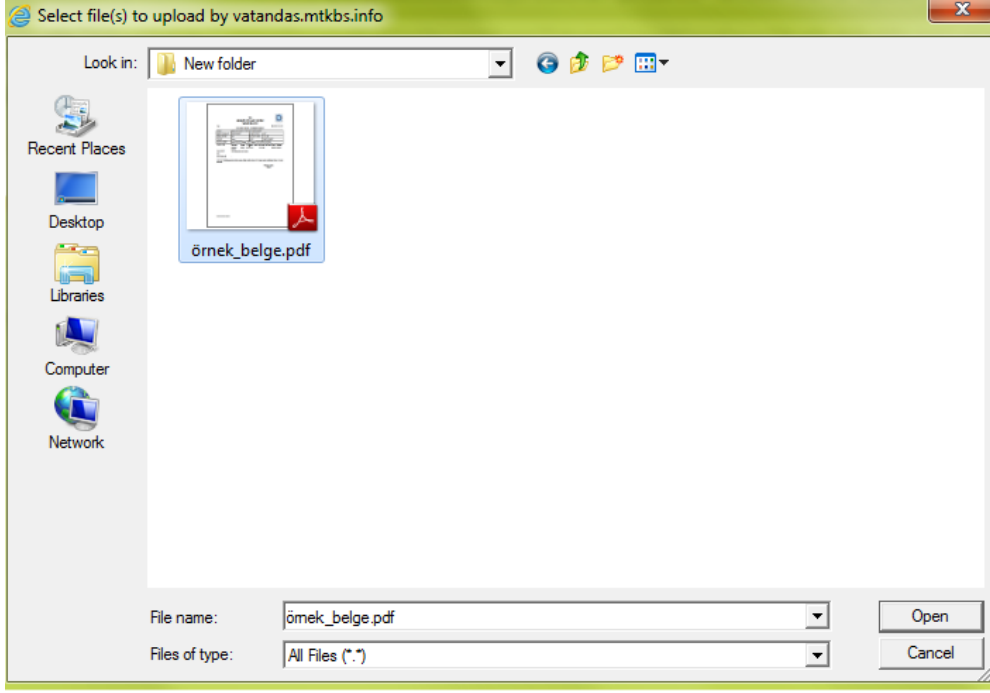 Select file(s) to upload by vatandas.mtkbs.info
Look in: New folder
Recent Places
Desktop
Libraries
Computer
Network
örnek_belge.pdf
File name: örnek_belge.pdf Open
Files of type: All Files (*.*) Cancel